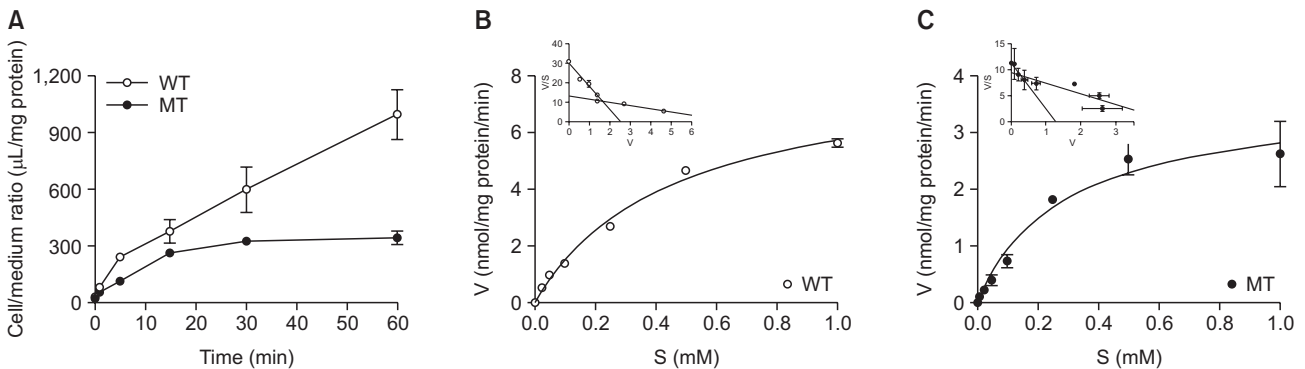 A
Cell/medium ratio (μL/mg protein)
1,200
900
600
300
0
WT
MT
0 10 20 30 40 50 60
Time (min)
B
V (nmol/mg protein/min)
8
6
4
2
0
V/S
40
30
20
10
0
0 1 2 3 4 5 6
V
WT
0.0 0.2 0.4 0.6 0.8 1.0
S (mM)
C
V (nmol/mg protein/min)
4
3
2
1
0
V/S
15
10
5
0
0 1 2 3
V
MT
0.0 0.2 0.4 0.6 0.8 1.0
S (mM)